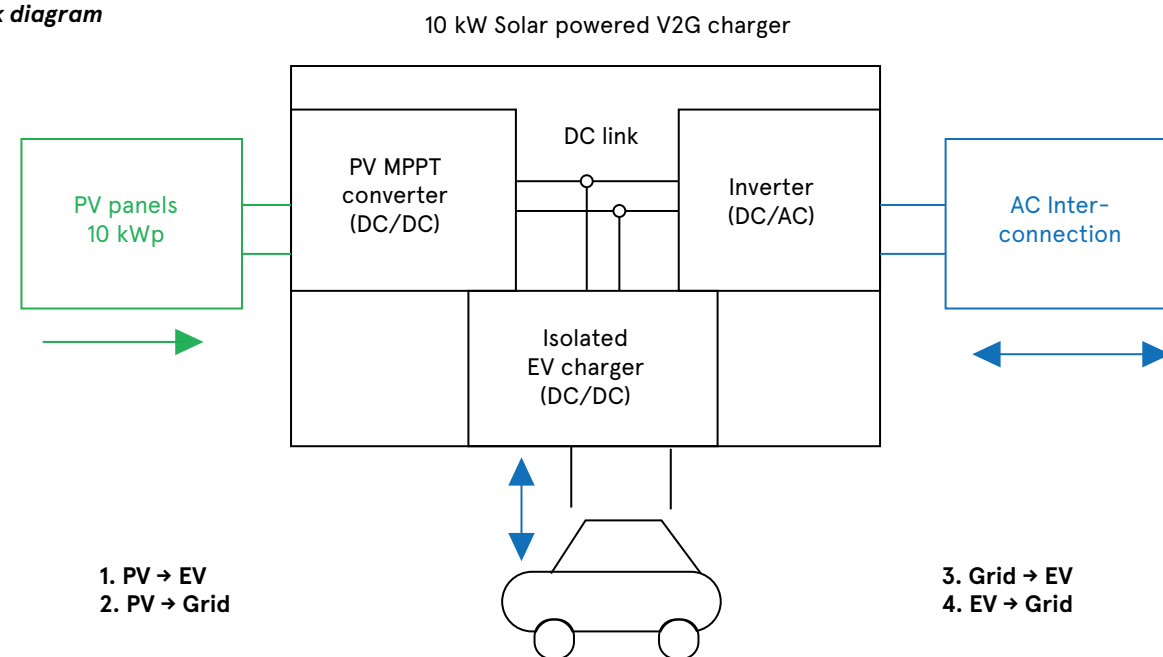 diagram
10 kW Solar powered V2G charger
DC link
PV MPPT
converter
(DC/DC)
Inverter
(DC/AC)
PV panels
10 kWp
AC Inter-
connection
Isolated
EV charger
(DC/DC)
1. PV → EV
2. PV → Grid
3. Grid → EV
4. EV → Grid